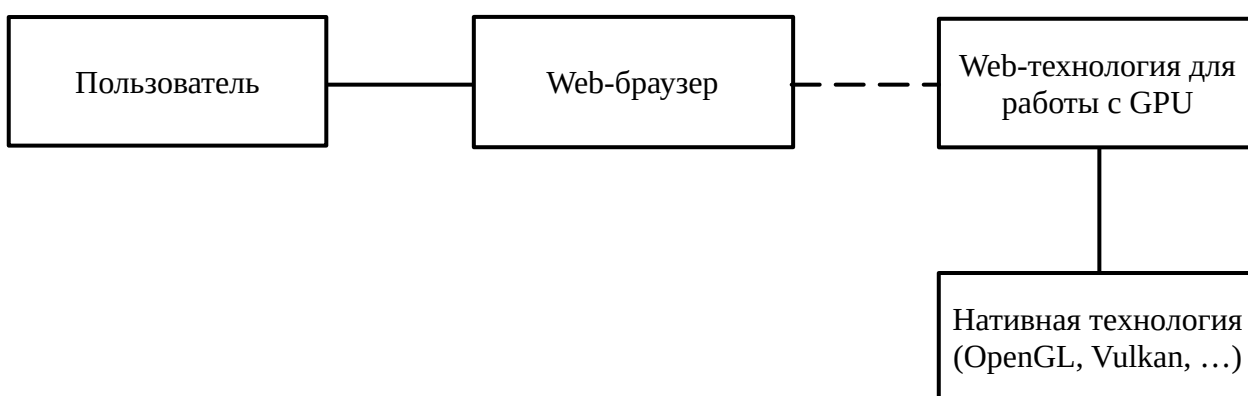 Пользователь
Web-браузер
Web-технология для
работы с GPU
Нативная технология
(OpenGL, Vulkan, …)